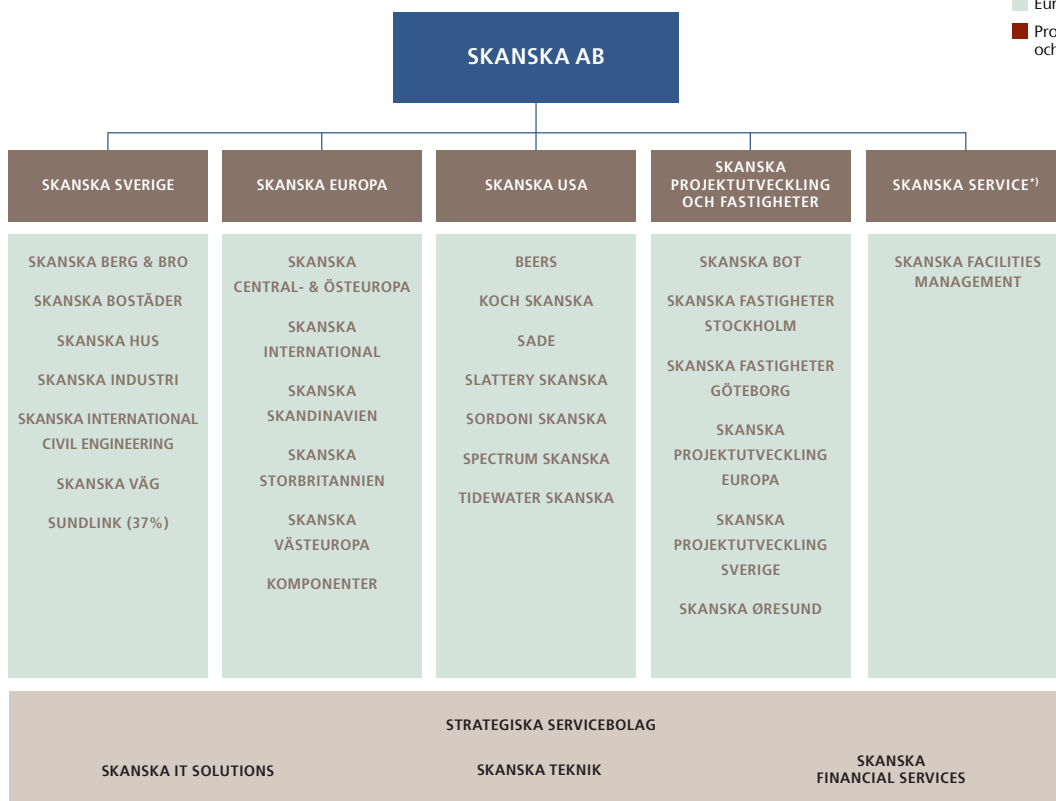 Pro
och
SKANSKA AB
SKANSKA SVERIGE
SKANSKA EUROPA
SKANSKA USA
SKANSKA
PROJEKTUTVECKLING
OCH FASTIGHETER
SKANSKA SERVICE*)
SKANSKA BERG & BRO
SKANSKA BOSTÄDER
SKANSKA HUS
SKANSKA INDUSTRI
SKANSKA INTERNATIONAL
CIVIL ENGINEERING
SKANSKA VÄG
SUNDLINK (37%)
SKANSKA
CENTRAL- & ÖSTEUROPA
SKANSKA
INTERNATIONAL
SKANSKA
SKANDINAVIEN
SKANSKA
STORBRITANNIEN
SKANSKA
VÄSTEUROPA
KOMPONENTER
BEERS
KOCH SKANSKA
SADE
SLATTERY SKANSKA
SORDONI SKANSKA
SPECTRUM SKANSKA
TIDEWATER SKANSKA
SKANSKA BOT
SKANSKA FASTIGHETER
STOCKHOLM
SKANSKA FASTIGHETER
GÖTEBORG
SKANSKA
PROJEKTUTVECKLING
EUROPA
SKANSKA
PROJEKTUTVECKLING
SVERIGE
SKANSKA ØRESUND
SKANSKA FACILITIES
MANAGEMENT
STRATEGISKA SERVICEBOLAG
SKANSKA IT SOLUTIONS
SKANSKA TEKNIK
SKANSKA
FINANCIAL SERVICES